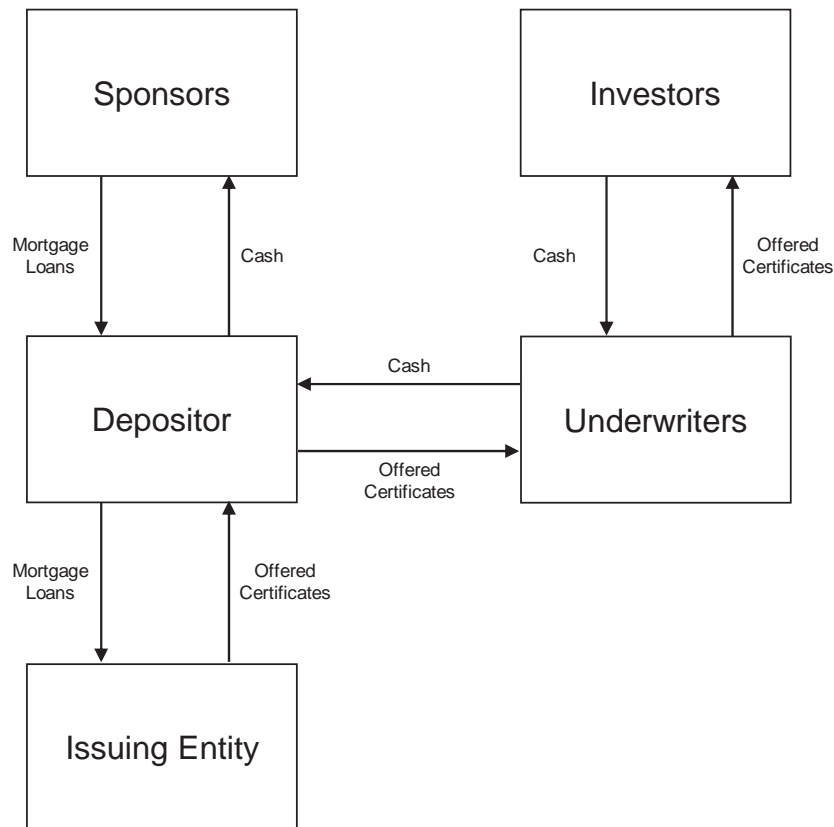 Sponsors
Investors
Mortgage
Loans
Cash
Cash
Offered
Certificates
Depositor
Cash
Offered
Certificates
Underwriters
Mortgage
Loans
Offered
Certificates
Issuing Entity